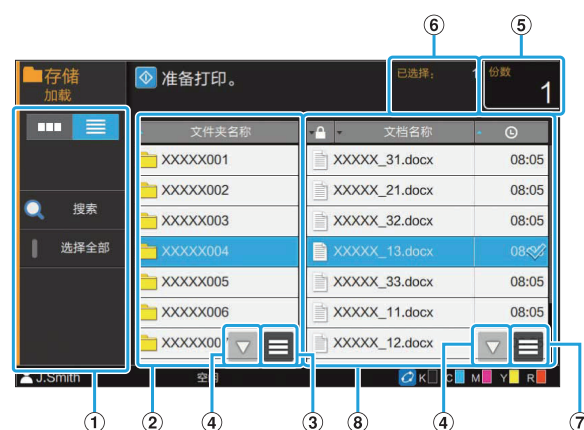 ⑥ ⑤
存储
加载
准备打印。
已选择： 1
份数
1
文件夹名称
文档名称
XXXXX001
XXXXX_31.docx 08:05
XXXXX002
XXXXX_21.docx 08:05
搜索
XXXXX003
XXXXX_32.docx 08:05
选择全部
XXXXX004
XXXXX_13.docx
XXXXX005
XXXXX_33.docx 08:05
XXXXX006
XXXXX_11.docx 08:05
XXXXX00
XXXXX_12.docx
J.Smith
K C M Y R
① ② ④ ③ ⑧ ④ ⑦